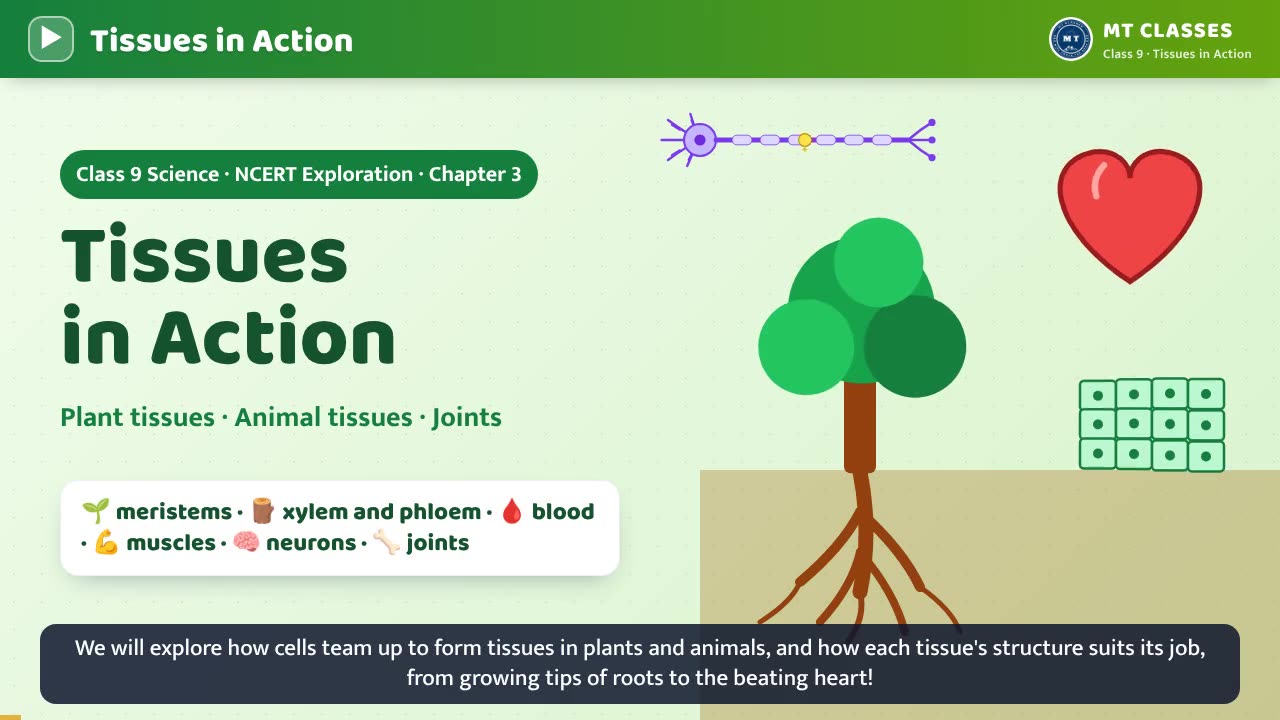 Tissues in Action
MT
MT CLASSES
Class 9 · Tissues in Action
Class 9 Science · NCERT Exploration · Chapter 3
Tissues
in Action
Plant tissues · Animal tissues · Joints
🌱 meristems · 🪵 xylem and phloem · 🩸 blood
· 💪 muscles · 🧠 neurons · 🦴 joints
We will explore how cells team up to form tissues in plants and animals, and how each tissue's structure suits its job,
from growing tips of roots to the beating heart!